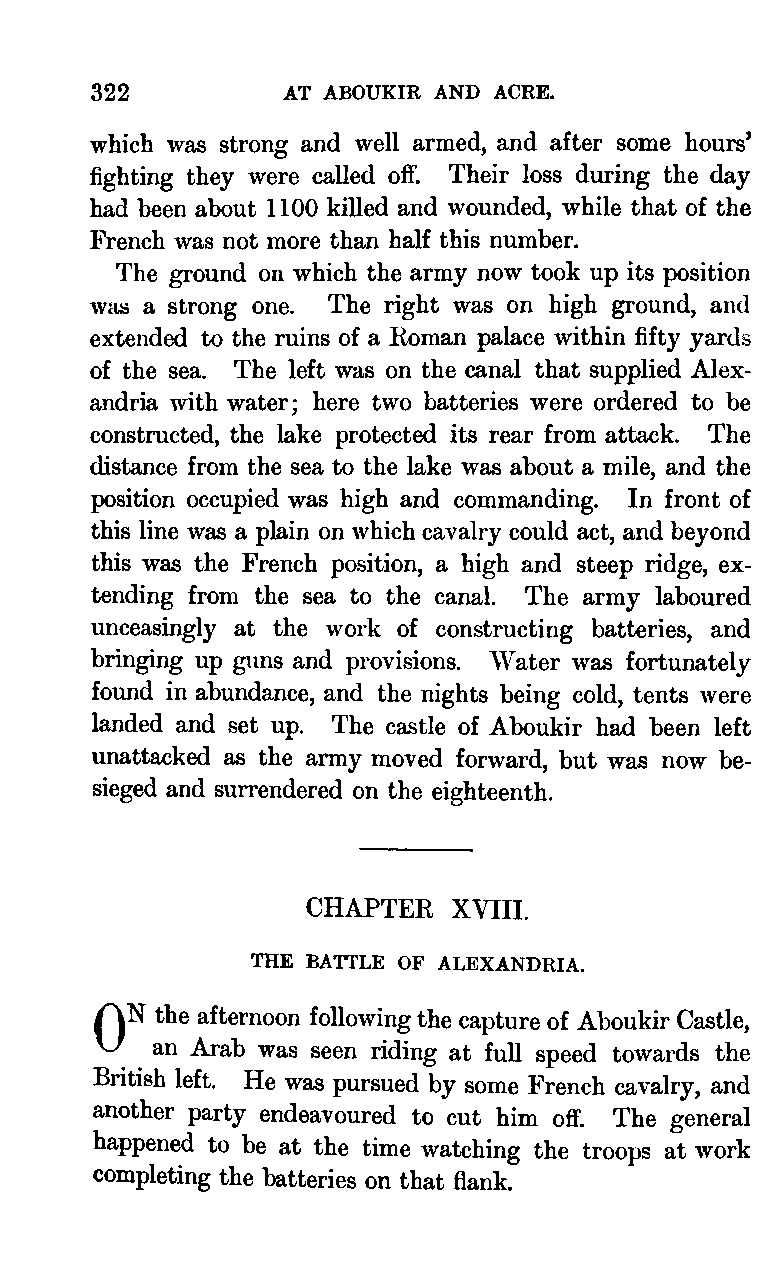 322 AT ABOUKIR AND ACRE.
which was strong and well armed, and after some hours'
fighting they were called off. Their loss during the day
had been about 1100 killed and wounded, while that of the
French was not more than half this number.
The ground on which the army now took up its position
was a strong one. The right was on high ground, and
extended to the ruins of a Roman palace within fifty yards
of the sea. The left was on the canal that supplied Alex-
andria with water; here two batteries were ordered to be
constructed, the lake protected its rear from attack. The
distance from the sea to the lake was about a mile, and the
position occupied was high and commanding. In front of
this line was a plain on which cavalry could act, and beyond
this was the French position, a high and steep ridge, ex-
tending from the sea to the canal. The army laboured
unceasingly at the work of constructing batteries, and
bringing up guns and provisions. Water was fortunately
found in abundance, and the nights being cold, tents were
landed and set up. The castle of Aboukir had been left
unattacked as the army moved forward, but was now be-
sieged and surrendered on the eighteenth.
CHAPTER XVIII.
THE BATTLE OF ALEXANDRIA.
ON the afternoon following the capture of Aboukir Castle,
an Arab was seen riding at full speed towards the
British left. He was pursued by some French cavalry, and
another party endeavoured to cut him off. The general
happened to be at the time watching the troops at work
completing the batteries on that flank.